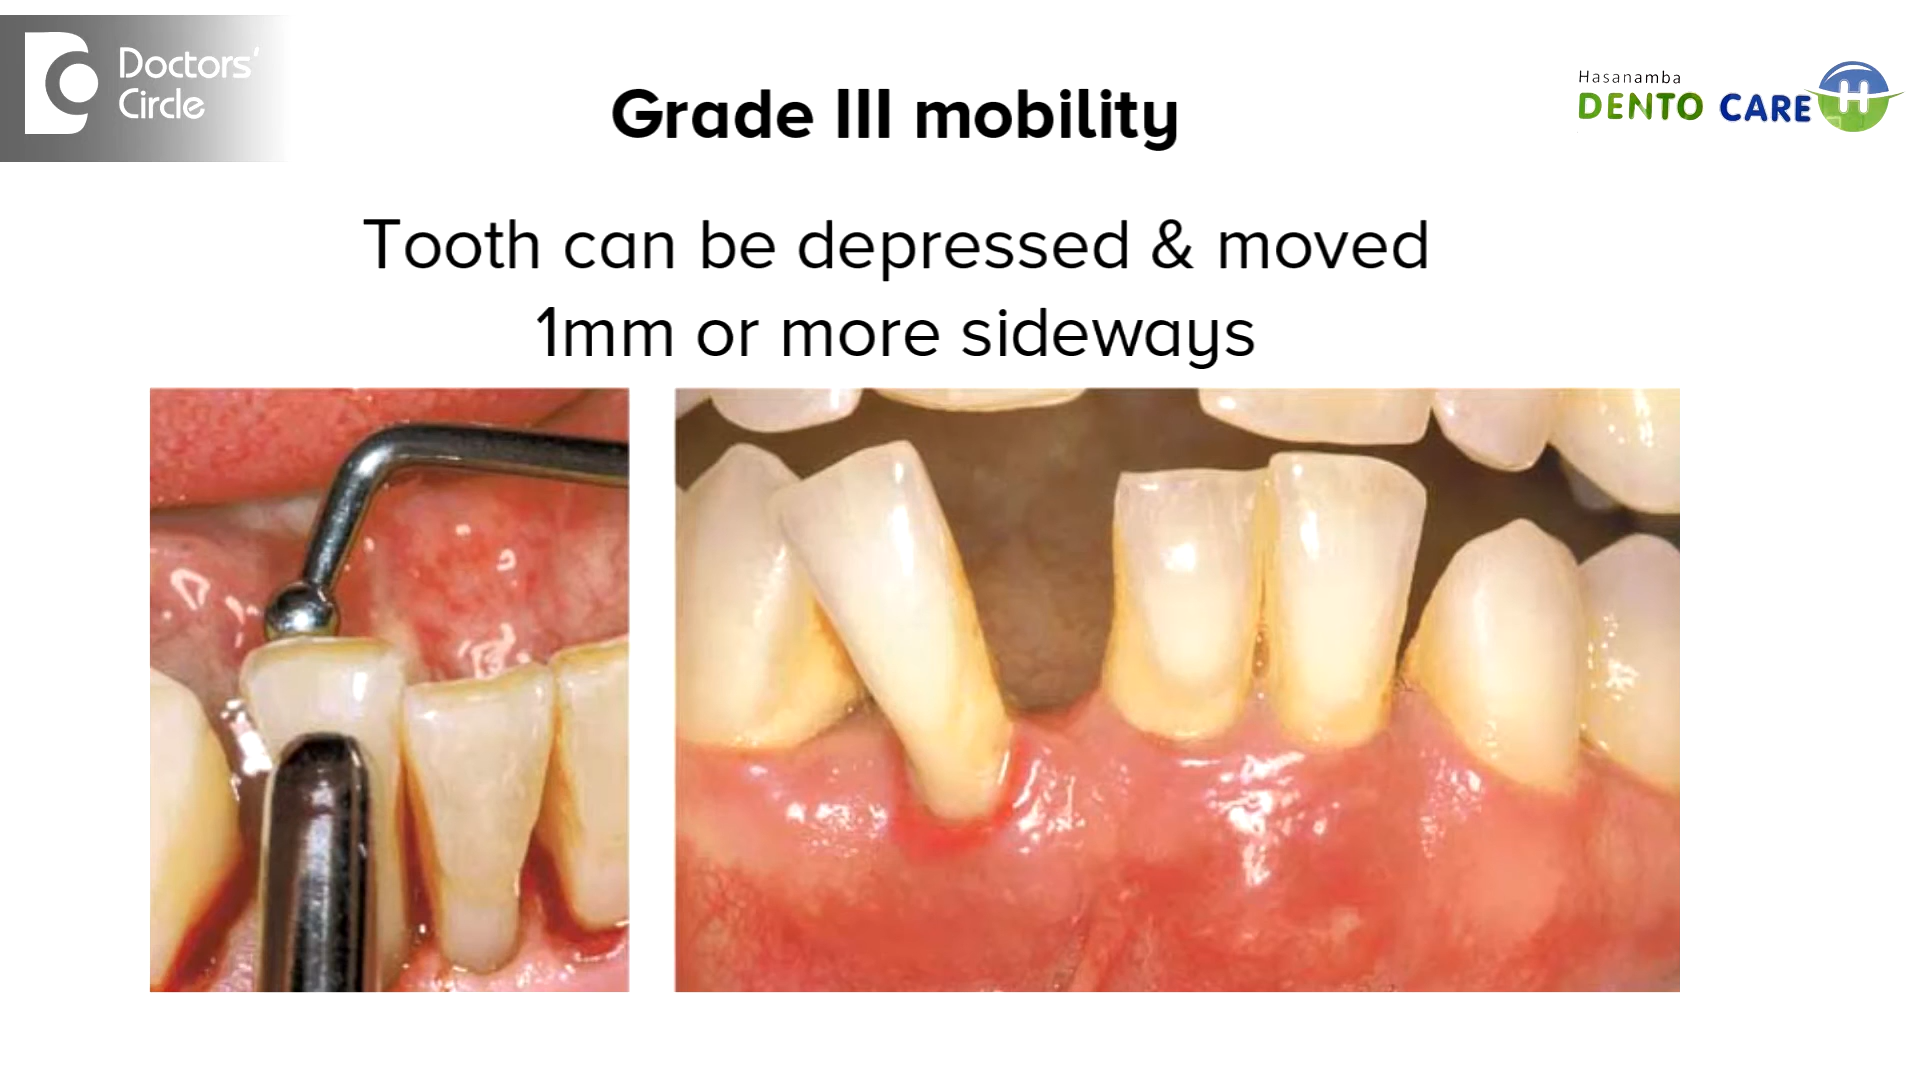 Doctors'
Circle
Grade III mobility
Hasanamba
DENTO CARE
H
Tooth can be depressed & moved
1mm or more sideways